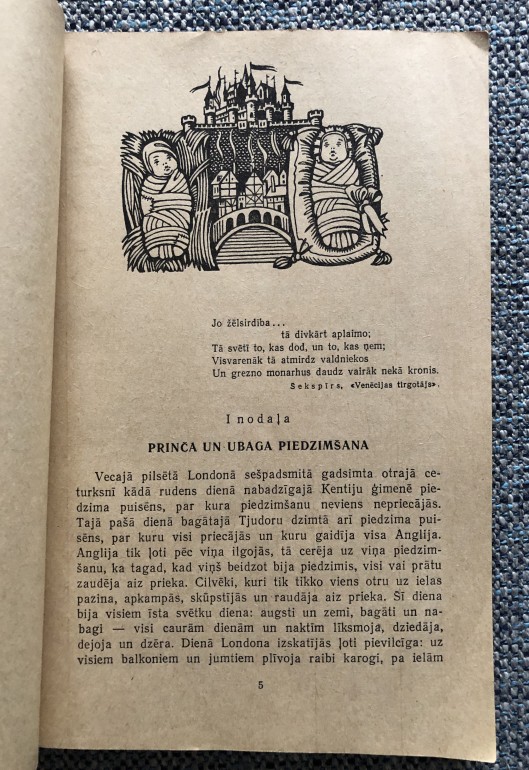 Jo žēlsirdība...
tā divkārt aplaimo;
Tā svētī to, kas dod, un to, kas ņem;
Visvarenāk tā atmirdz valdniekos
Un grezno monarhus daudz vairāk nekā kronis.
Šekspīrs, «Venēcijas tirgotājs».
I nodaļa
PRINČA UN UBAGA PIEDZIMŠANA
Vecajā pilsētā Londonā sešpadsmitā gadsimta otrajā ce-
turksnī kādā rudens dienā nabadzīgajā Kentiju ģimenē pie-
dzima puisēns, par kura piedzimšanu neviens nepriecājās.
Tajā pašā dienā bagātajā Tjudoru dzimtā arī piedzima pui-
sēns, par kuru visi priecājās un kuru gaidīja visa Anglija.
Anglija tik ļoti pēc viņa ilgojās, tā cerēja uz viņa piedzim-
šanu, ka tagad, kad viņš beidzot bija piedzimis, visi vai prātu
zaudēja aiz prieka. Cilvēki, kuri tik tikko viens otru uz ielas
pazina, apkampās, skūpstījās un raudāja aiz prieka. Šī diena
bija visiem īsta svētku diena: augsti un zemi, bagāti un na-
bagi — visi caurām dienām un naktīm līksmoja, dziedāja,
dejoja un dzēra. Dienā Londona izskatījās ļoti pievilcīga: uz
visiem balkoniem un jumtiem plīvoja raibi karogi, pa ielām
5